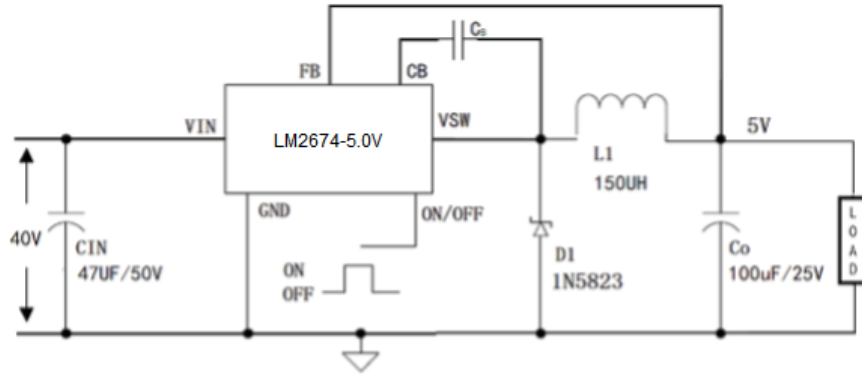 FB
CB
Cs
VIN
LM2674-5.0V
VSW
5V
L1
150UH
GND
ON/OFF
40V
CIN
47UF/50V
ON
OFF
D1
1N5823
Co
100uF/25V
LOAD